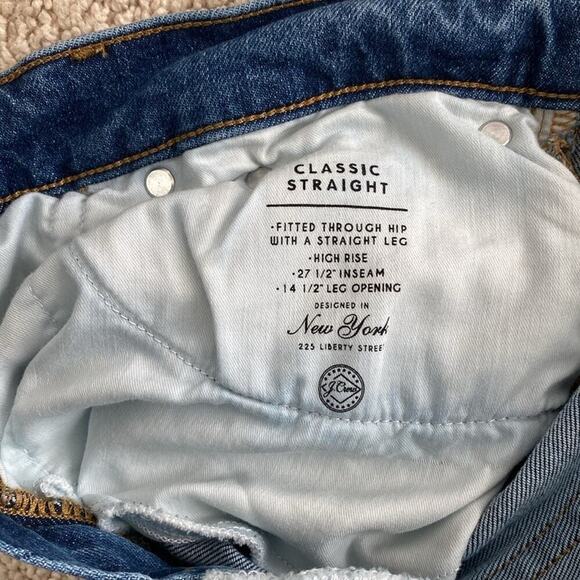 CLASSIC
STRAIGHT
•FITTED THROUGH HIP
WITH A STRAIGHT LEG
•HIGH RISE
•27 1/2" INSEAM
•14 1/2" LEG OPENING
DESIGNED IN
New York
225 LIBERTY STREET
J.Crew